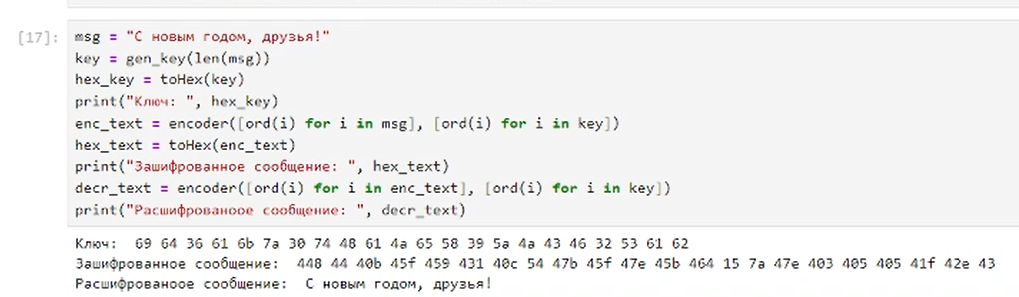 [17]:
msg = "С новым годом, друзья!"
key = gen_key(len(msg))
hex_key = toHex(key)
print("Ключ: ", hex_key)
enc_text = encoder([ord(i) for i in msg], [ord(i) for i in key])
hex_text = toHex(enc_text)
print("Зашифрованное сообщение: ", hex_text)
decr_text = encoder([ord(i) for i in enc_text], [ord(i) for i in key])
print("Расшифрованоое сообщение: ", decr_text)
Ключ:  69 64 36 61 6b 7a 30 74 48 61 4a 65 58 39 5a 4a 43 46 32 53 61 62
Зашифрованное сообщение:  448 44 40b 45f 459 431 40c 54 47b 45f 47e 45b 464 15 7a 47e 403 405 405 41f 42e 43
Расшифрованоое сообщение:  С новым годом, друзья!